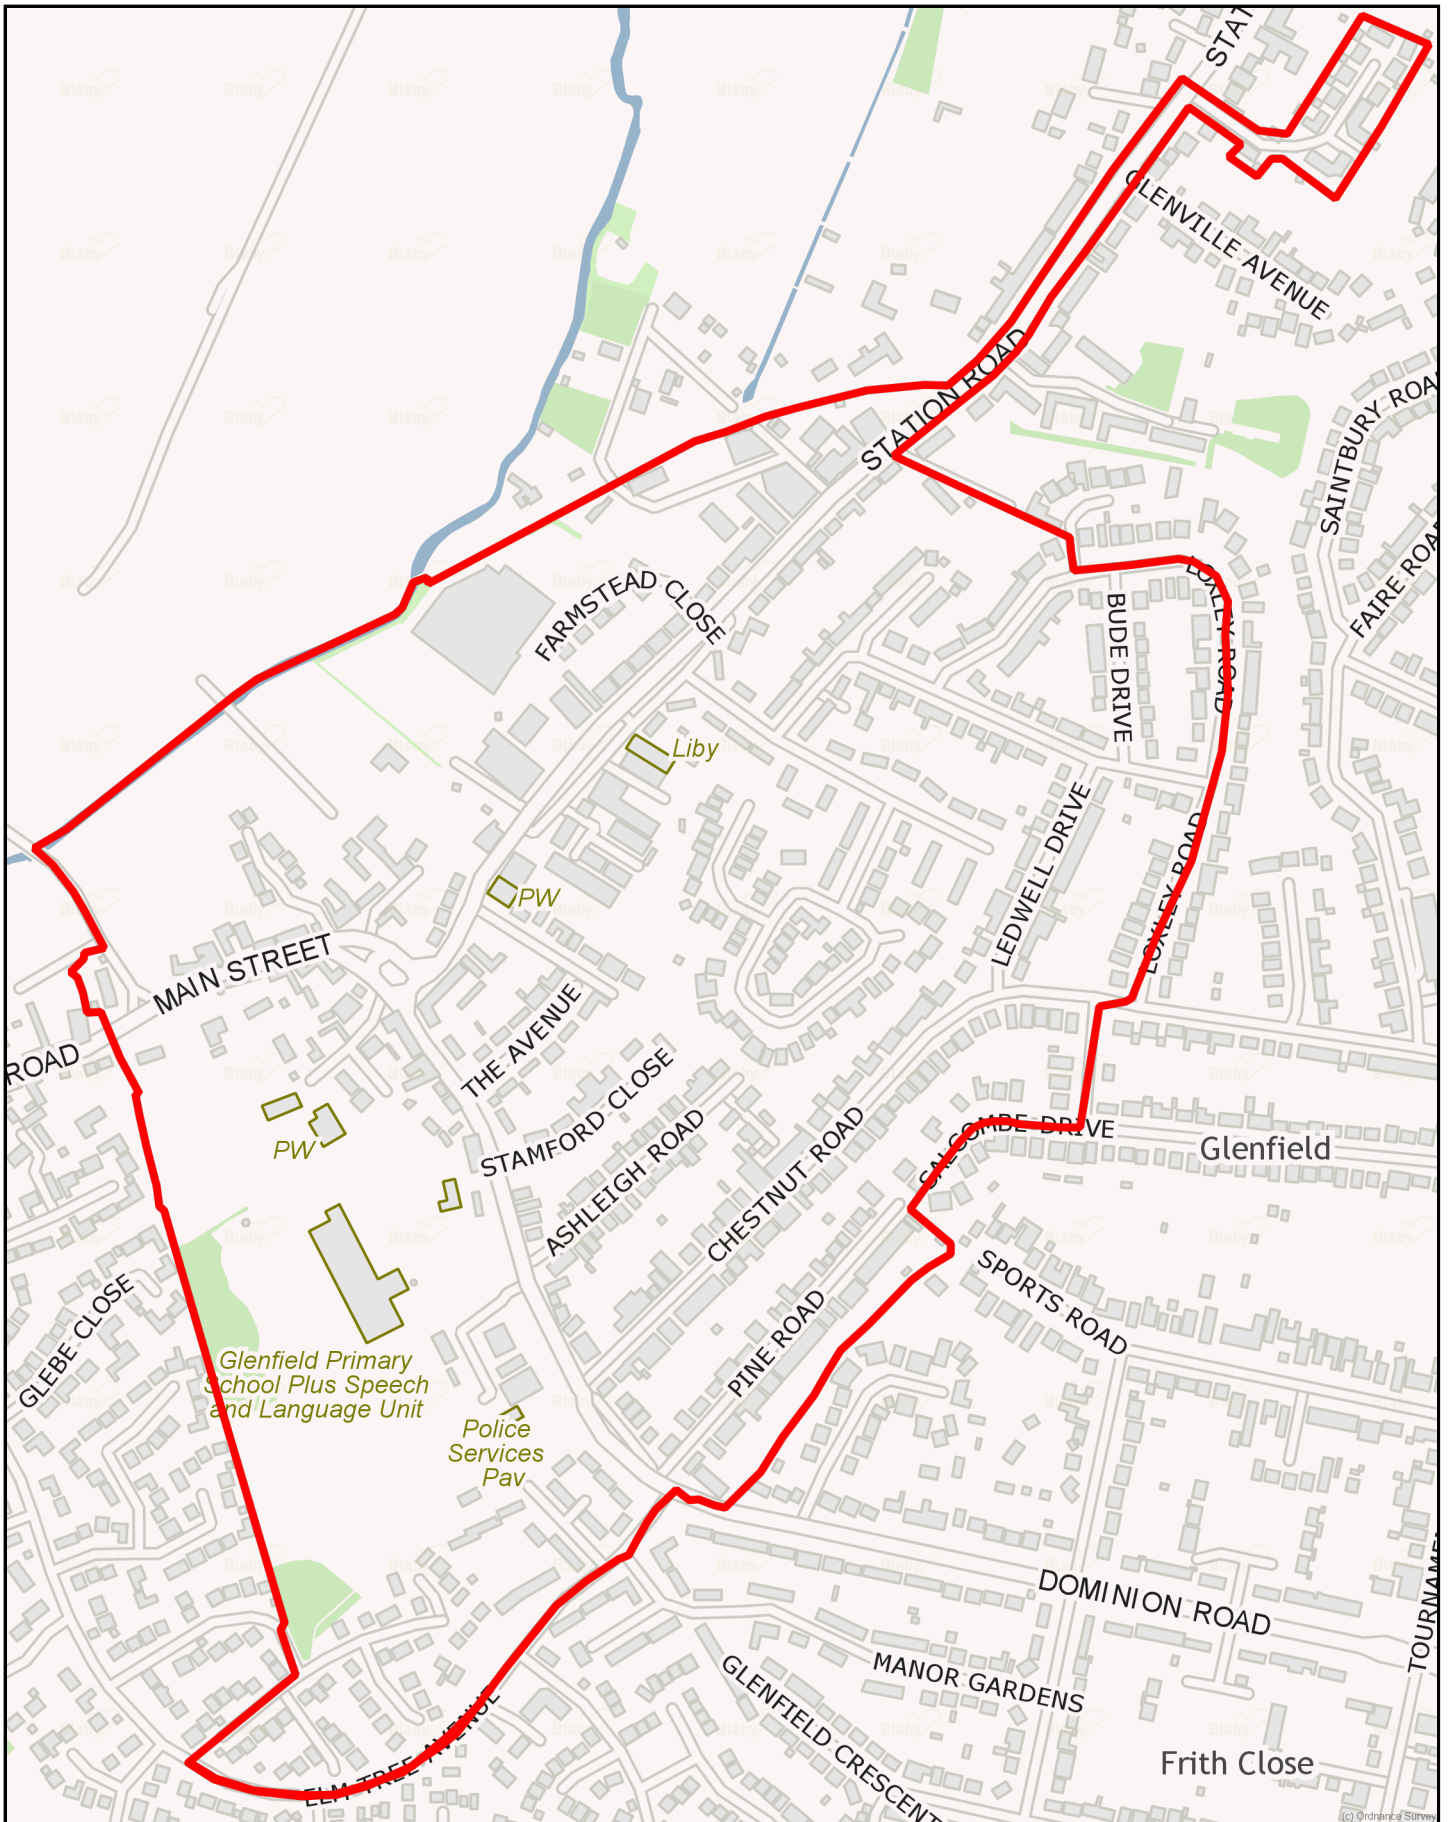 STAT
GLENVILLE AVENUE
STATION ROAD
SAINTBURY ROA
FAIRE ROAD
FARMSTEAD CLOSE
LOXLEY ROAD
BUDE DRIVE
Liby
LEDWELL DRIVE
LOXLEY ROAD
PW
MAIN STREET
THE AVENUE
ROAD
STAMFORD CLOSE
ASHLEIGH ROAD
CHESTNUT ROAD
SALCOMBE DRIVE
Glenfield
PW
SPORTS ROAD
PINE ROAD
GLEBE CLOSE
Glenfield Primary
School Plus Speech
and Language Unit
Police
Services
Pav
DOMINION ROAD
TOURNAME
MANOR GARDENS
GLENFIELD CRESCENT
ELM TREE AVENUE
Frith Close
(c) Ordnance Survey
Blaby